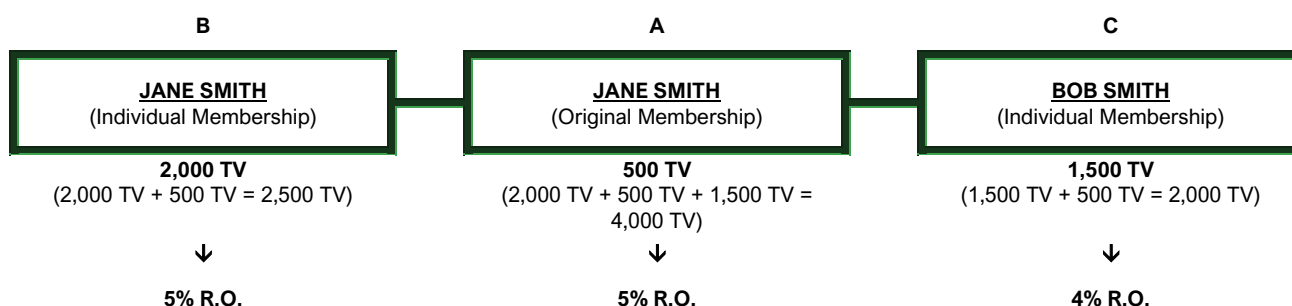 B
A
C
JANE SMITH
(Individual Membership)
JANE SMITH
(Original Membership)
BOB SMITH
(Individual Membership)
2,000 TV
(2,000 TV + 500 TV = 2,500 TV)
500 TV
(2,000 TV + 500 TV + 1,500 TV =
4,000 TV)
1,500 TV
(1,500 TV + 500 TV = 2,000 TV)
5% R.O.
5% R.O.
4% R.O.